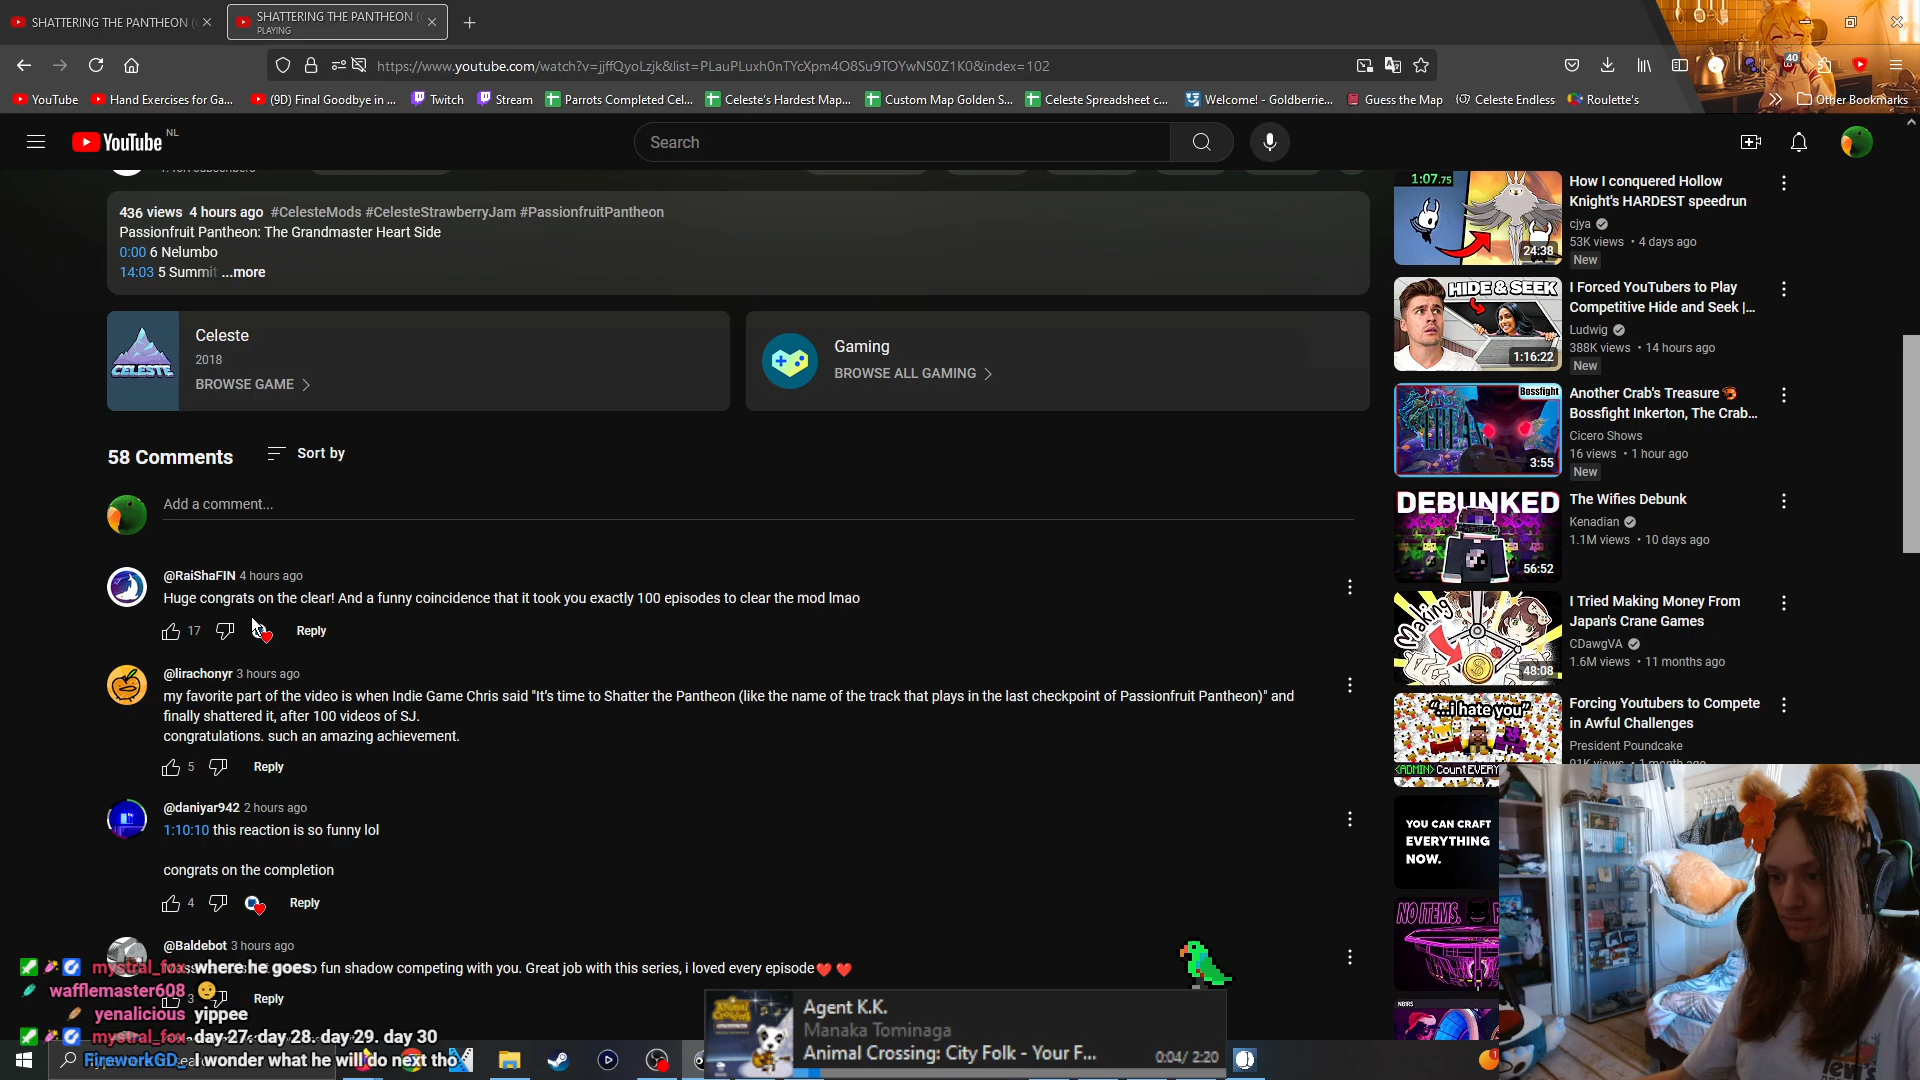 SHATTERING THE PANTHEON
SHATTERING THE PANTHEON
PLAYING
https://www.youtube.com/watch?v=jjffQyoLzjk&list=PLauPLuxh0nTYcXpm4O8Su9TOYwNS0Z1K0&index=102
40
YouTube
Hand Exercises for Ga...
(9D) Final Goodbye in ...
Twitch
Stream
Parrots Completed Cel...
Celeste's Hardest Map...
Custom Map Golden S...
Celeste Spreadsheet c...
Welcome! - Goldberrie...
Guess the Map
Celeste Endless
Roulette's
Other Bookmarks
YouTube NL
Search
436 views 4 hours ago #CelesteMods #CelesteStrawberryJam #PassionfruitPantheon
Passionfruit Pantheon: The Grandmaster Heart Side
0:00 6 Nelumbo
14:03 5 Summit ...more
CELESTE
Celeste
2018
BROWSE GAME
Gaming
BROWSE ALL GAMING
58 Comments
Sort by
Add a comment...
@RaiShaFIN 4 hours ago
Huge congrats on the clear! And a funny coincidence that it took you exactly 100 episodes to clear the mod lmao
17
Reply
@lirachonyr 3 hours ago
my favorite part of the video is when Indie Game Chris said "It's time to Shatter the Pantheon (like the name of the track that plays in the last checkpoint of Passionfruit Pantheon)" and
finally shattered it, after 100 videos of SJ.
congratulations. such an amazing achievement.
5
Reply
@daniyar942 2 hours ago
1:10:10 this reaction is so funny lol
congrats on the completion
4
Reply
@Baldebot 3 hours ago
fun shadow competing with you. Great job with this series, i loved every episode
3
Reply
mystral_fox where he goes
wafflemaster608
yenalicious yippee
mystral_fox day 27. day 28. day 29. day 30
FireworkGD_ I wonder what he will do next tho
Agent K.K.
Manaka Tominaga
Animal Crossing: City Folk - Your F...
0:04/ 2:20
1:07.75
24:38
How I conquered Hollow
Knight's HARDEST speedrun
cjya
53K views • 4 days ago
New
HIDE & SEEK
1:16:22
I Forced YouTubers to Play
Competitive Hide and Seek |...
Ludwig
388K views • 14 hours ago
New
Bossfight
3:55
Another Crab's Treasure
Bossfight Inkerton, The Crab...
Cicero Shows
16 views • 1 hour ago
New
DEBUNKED
56:52
The Wifies Debunk
Kenadian
1.1M views • 10 days ago
Making
48:08
I Tried Making Money From
Japan's Crane Games
CDawgVA
1.6M views • 11 months ago
"...i hate you"
<ADMIN> Count EVERY
Forcing Youtubers to Compete
in Awful Challenges
President Poundcake
91K views • 1 month ago
YOU CAN CRAFT
EVERYTHING
NOW.
NO ITEMS.
NBTRS
1